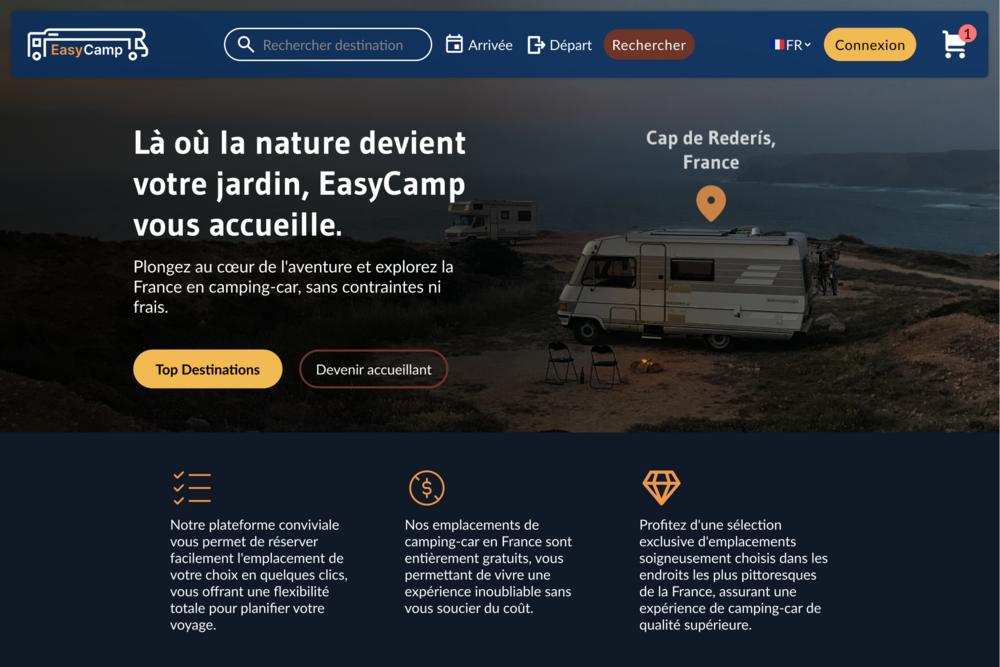 EasyCamp
Rechercher destination
Arrivée
Départ
Rechercher
FR
Connexion
1
Là où la nature devient
votre jardin, EasyCamp
vous accueille.
Plongez au cœur de l'aventure et explorez la
France en camping-car, sans contraintes ni
frais.
Top Destinations
Devenir accueillant
Cap de Rederís,
France
Notre plateforme conviviale
vous permet de réserver
facilement l'emplacement de
votre choix en quelques clics,
vous offrant une flexibilité
totale pour planifier votre
voyage.
$
Nos emplacements de
camping-car en France sont
entièrement gratuits, vous
permettant de vivre une
expérience inoubliable sans
vous soucier du coût.
Profitez d'une sélection
exclusive d'emplacements
soigneusement choisis dans les
endroits les plus pittoresques
de la France, assurant une
expérience de camping-car de
qualité supérieure.